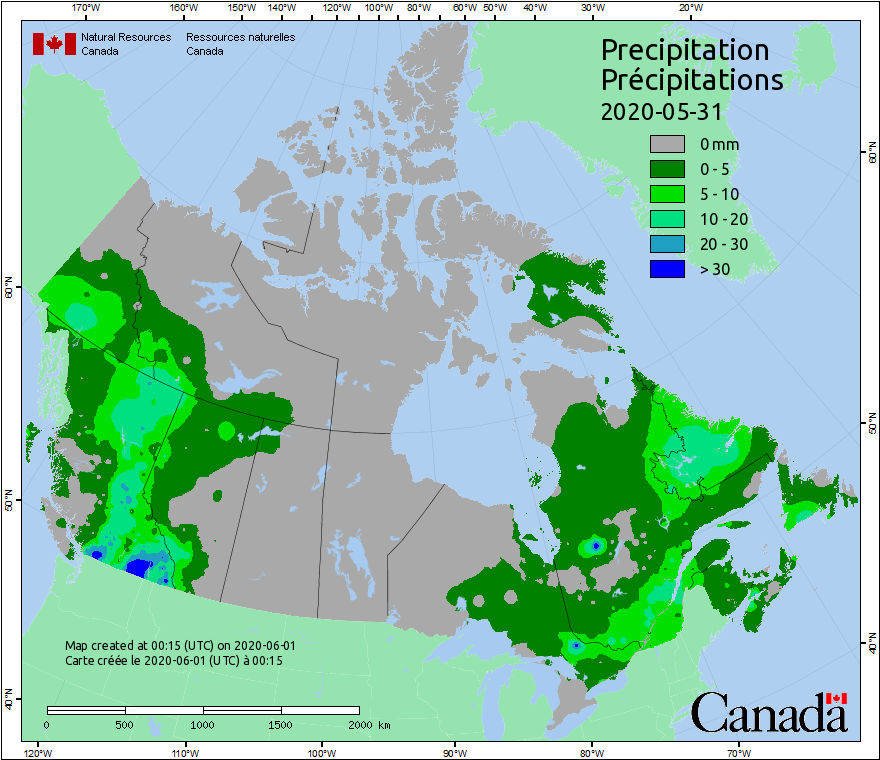 170°W 160°W 150°W 140°W 130°W 120°W 110°W 100°W 90°W 80°W 60°W 50°W 40°W 30°W 20°W
Natural Resources Canada
Ressources naturelles Canada
Precipitation
Précipitations
2020-05-31
0 mm
0 - 5
5 - 10
10 - 20
20 - 30
> 30
60°N
50°N
40°N
60°N
50°N
40°N
Map created at 00:15 (UTC) on 2020-06-01
Carte créée le 2020-06-01 (UTC) à 00:15
0 500 1000 1500 2000 km
Canada
120°W 110°W 100°W 90°W 80°W 70°W